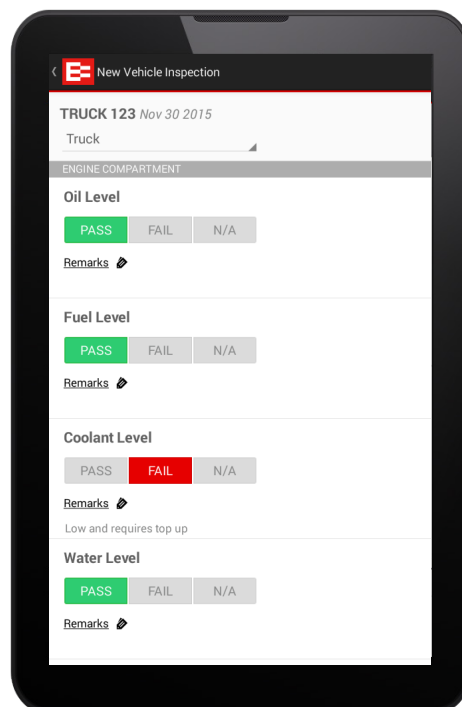 New Vehicle Inspection
TRUCK 123 Nov 30 2015
Truck
ENGINE COMPARTMENT
Oil Level
PASS FAIL N/A
Remarks
Fuel Level
PASS FAIL N/A
Remarks
Coolant Level
PASS FAIL N/A
Remarks
Low and requires top up
Water Level
PASS FAIL N/A
Remarks